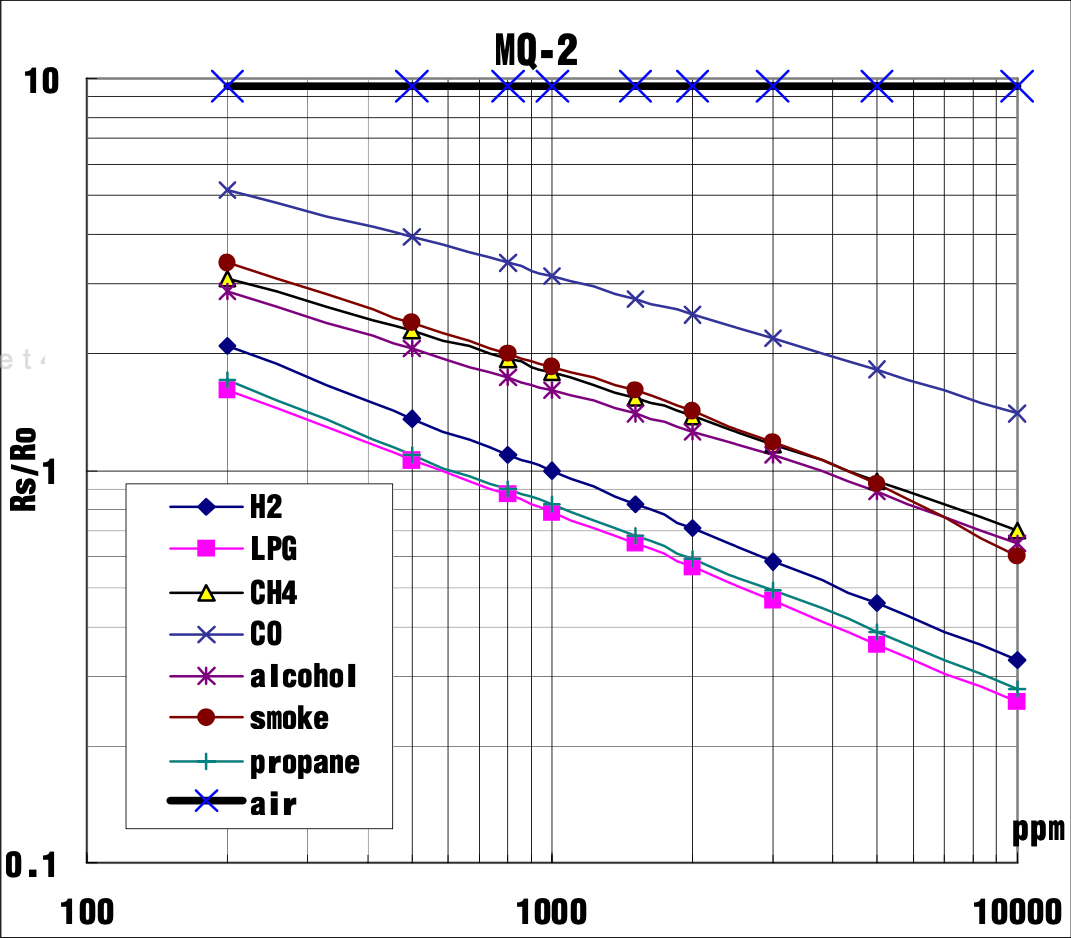 MQ-2
10
1
0.1
Rs/Ro
H2
LPG
CH4
CO
alcohol
smoke
propane
air
ppm
100
1000
10000